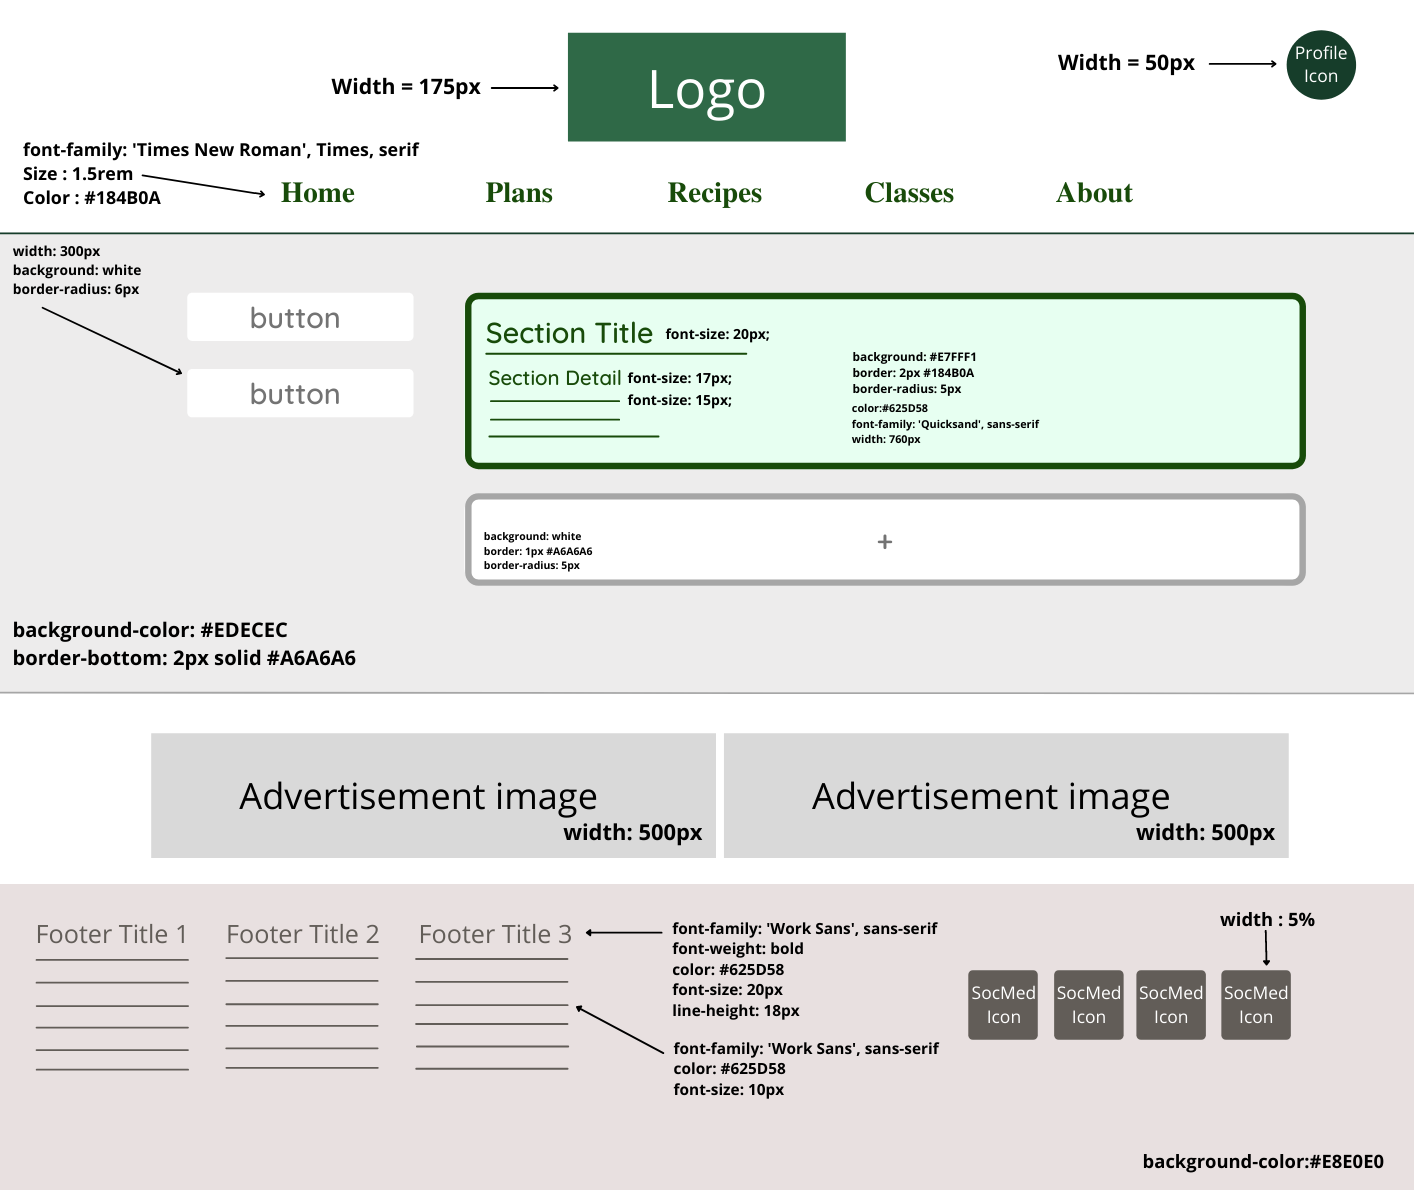 Logo
Profile
Icon
Width = 175px
Width = 50px
font-family: 'Times New Roman', Times, serif
Size : 1.5rem
Color : #184B0A
Home
Plans
Recipes
Classes
About
width: 300px
background: white
border-radius: 6px
button
button
Section Title
font-size: 20px;
Section Detail
font-size: 17px;
font-size: 15px;
background: #E7FFF1
border: 2px #184B0A
border-radius: 5px
color:#625D58
font-family: 'Quicksand', sans-serif
width: 760px
background: white
border: 1px #A6A6A6
border-radius: 5px
+
background-color: #EDECEC
border-bottom: 2px solid #A6A6A6
Advertisement image
width: 500px
Advertisement image
width: 500px
Footer Title 1
Footer Title 2
Footer Title 3
font-family: 'Work Sans', sans-serif
font-weight: bold
color: #625D58
font-size: 20px
line-height: 18px
font-family: 'Work Sans', sans-serif
color: #625D58
font-size: 10px
width : 5%
SocMed
Icon
SocMed
Icon
SocMed
Icon
SocMed
Icon
background-color:#E8E0E0